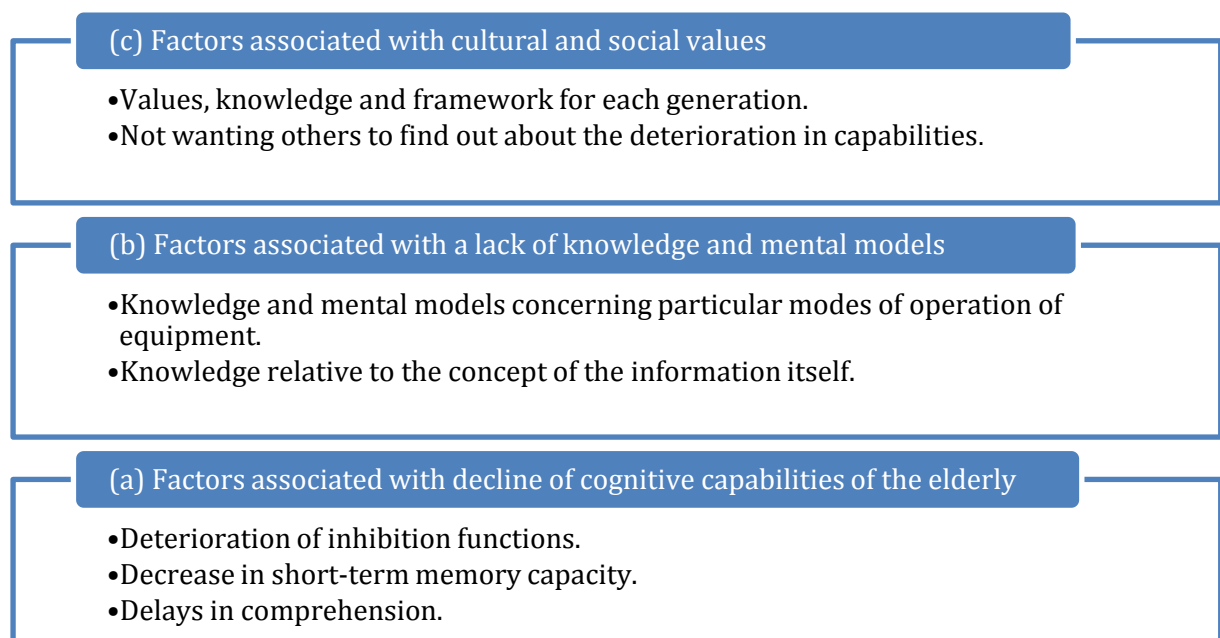 (c) Factors associated with cultural and social values
•Values, knowledge and framework for each generation.
•Not wanting others to find out about the deterioration in capabilities.
(b) Factors associated with a lack of knowledge and mental models
•Knowledge and mental models concerning particular modes of operation of
equipment.
•Knowledge relative to the concept of the information itself.
(a) Factors associated with decline of cognitive capabilities of the elderly
•Deterioration of inhibition functions.
•Decrease in short-term memory capacity.
•Delays in comprehension.